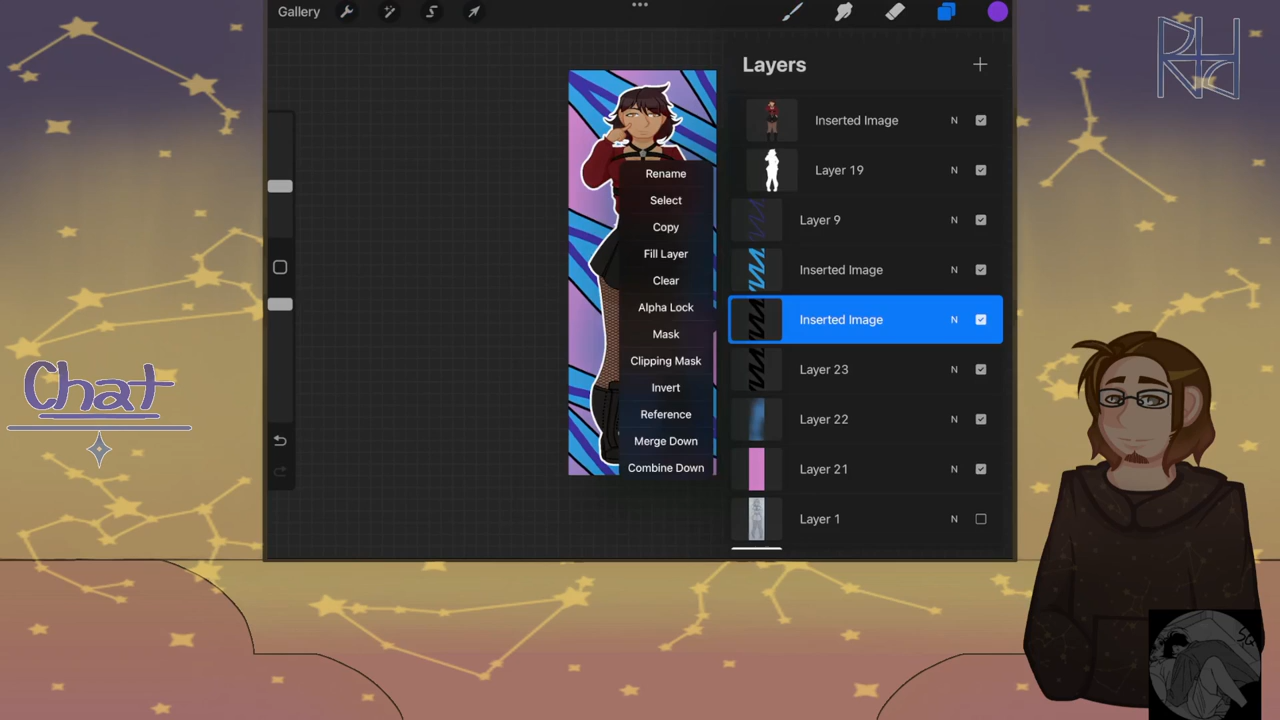 Gallery
Layers
Inserted Image N
Layer 19 N
Layer 9 N
Inserted Image N
Inserted Image N
Layer 23 N
Layer 22 N
Layer 21 N
Layer 1 N
Rename
Select
Copy
Fill Layer
Clear
Alpha Lock
Mask
Clipping Mask
Invert
Reference
Merge Down
Combine Down
Chat